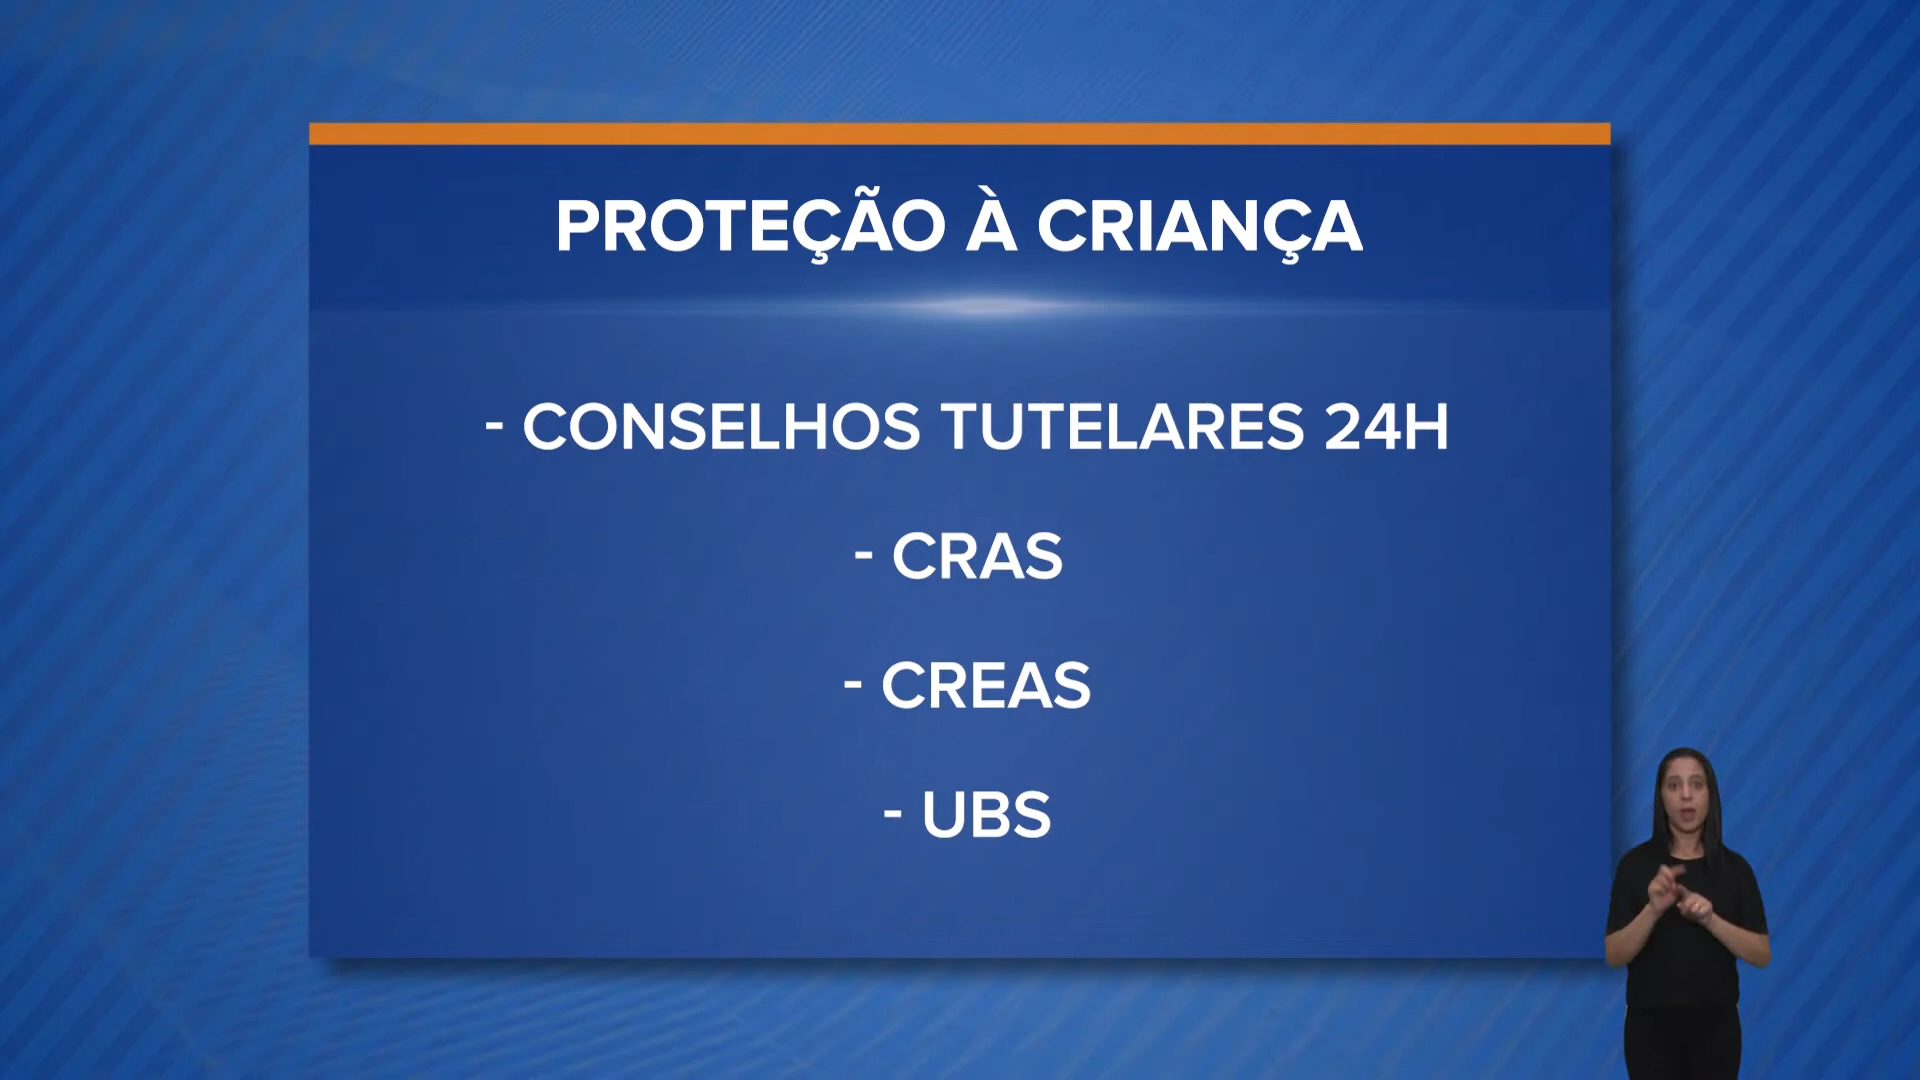 PROTEÇÃO À CRIANÇA
- CONSELHOS TUTELARES 24H
- CRAS
- CREAS
- UBS